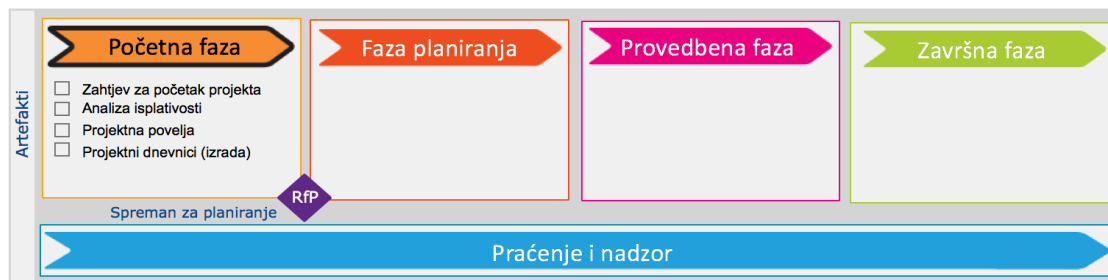 Artefakti
Početna faza
Zahtjev za početak projekta
Analiza isplativosti
Projektna povelja
Projektni dnevnici (izrada)
Faza planiranja
Provedbena faza
Završna faza
RfP
Spreman za planiranje
Praćenje i nadzor